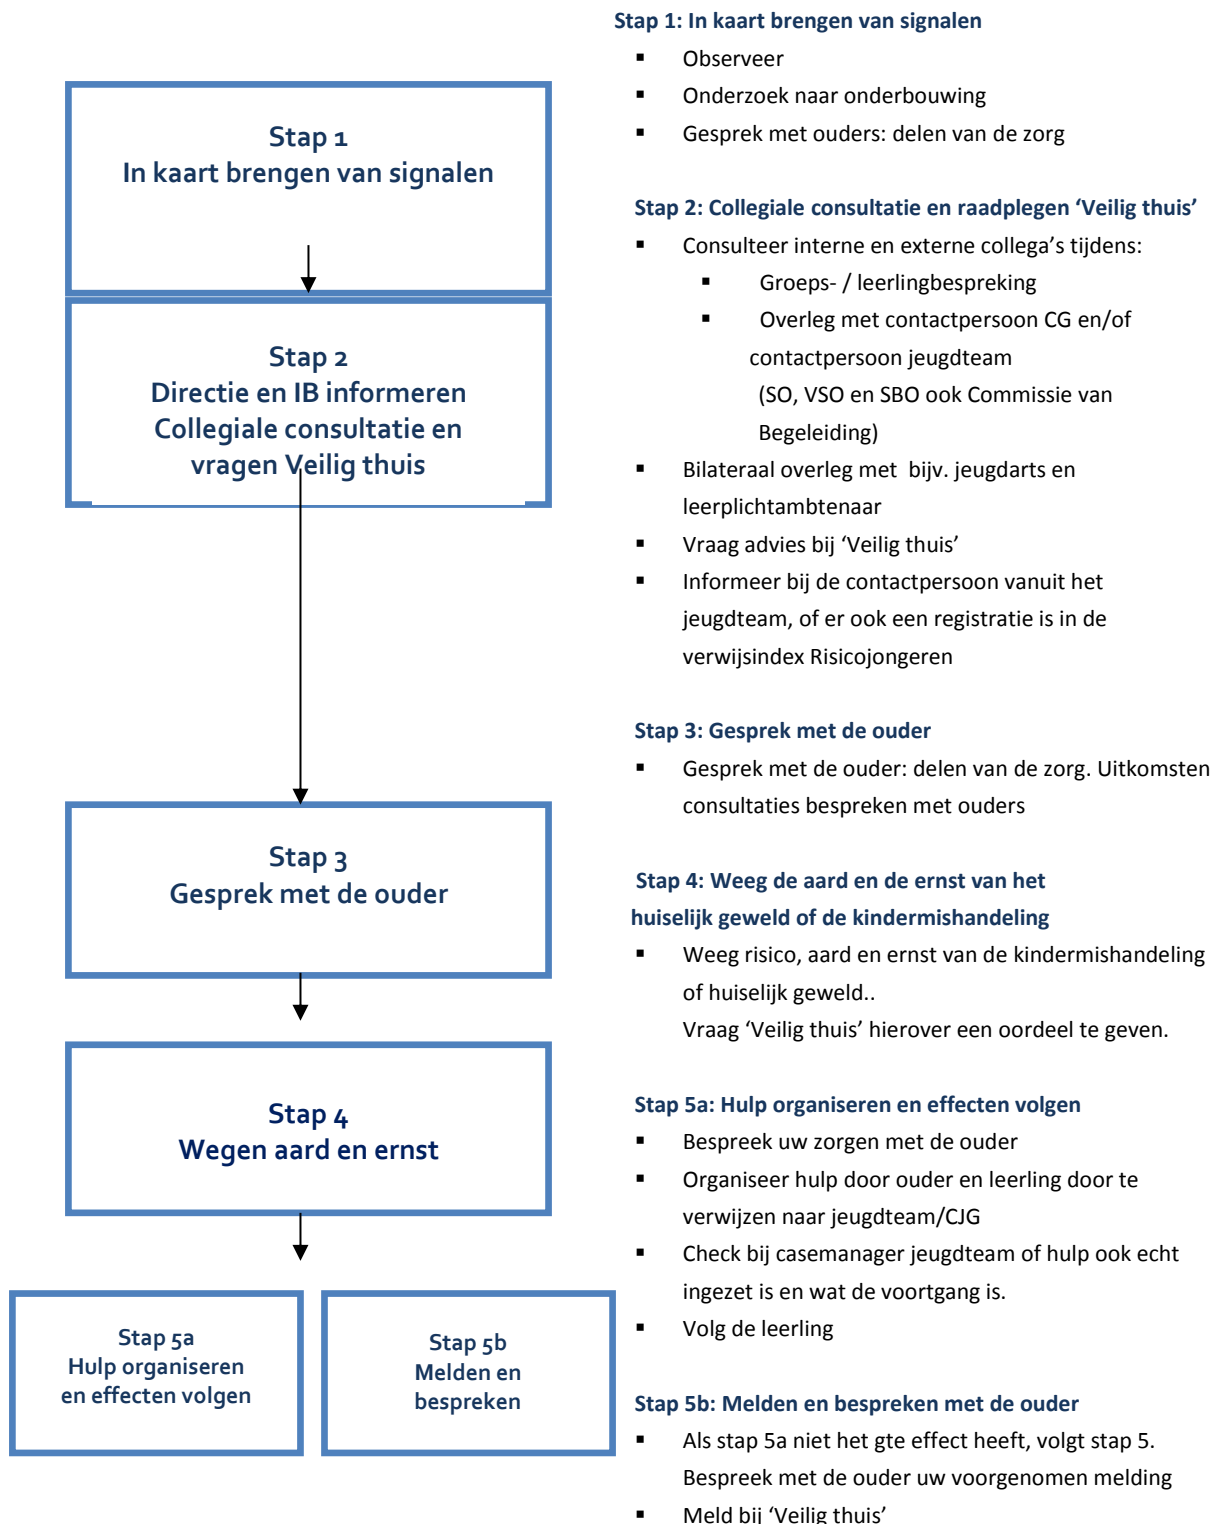 Stap 1
In kaart brengen van signalen
Stap 2
Directie en IB informeren
Collegiale consultatie en
vragen Veilig thuis
Stap 3
Gesprek met de ouder
Stap 4
Wegen aard en ernst
Stap 5a
Hulp organiseren
en effecten volgen
Stap 5b
Melden en
bespreken
Stap 1: In kaart brengen van signalen
▪ Observeer
▪ Onderzoek naar onderbouwing
▪ Gesprek met ouders: delen van de zorg
Stap 2: Collegiale consultatie en raadplegen ‘Veilig thuis’
▪ Consulteer interne en externe collega’s tijdens:
▪ Groeps- / leerlingbespreking
▪ Overleg met contactpersoon CG en/of
contactpersoon jeugdteam
(SO, VSO en SBO ook Commissie van
Begeleiding)
▪ Bilateraal overleg met bijv. jeugdarts en
leerplichtambtenaar
▪ Vraag advies bij ‘Veilig thuis’
▪ Informeer bij de contactpersoon vanuit het
jeugdteam, of er ook een registratie is in de
verwijsindex Risicojongeren
Stap 3: Gesprek met de ouder
▪ Gesprek met de ouder: delen van de zorg. Uitkomsten
consultaties bespreken met ouders
Stap 4: Weeg de aard en de ernst van het
huiselijk geweld of de kindermishandeling
▪ Weeg risico, aard en ernst van de kindermishandeling
of huiselijk geweld..
Vraag ‘Veilig thuis’ hierover een oordeel te geven.
Stap 5a: Hulp organiseren en effecten volgen
▪ Bespreek uw zorgen met de ouder
▪ Organiseer hulp door ouder en leerling door te
verwijzen naar jeugdteam/CJG
▪ Check bij casemanager jeugdteam of hulp ook echt
ingezet is en wat de voortgang is.
▪ Volg de leerling
Stap 5b: Melden en bespreken met de ouder
▪ Als stap 5a niet het gte effect heeft, volgt stap 5.
Bespreek met de ouder uw voorgenomen melding
▪ Meld bij ‘Veilig thuis’